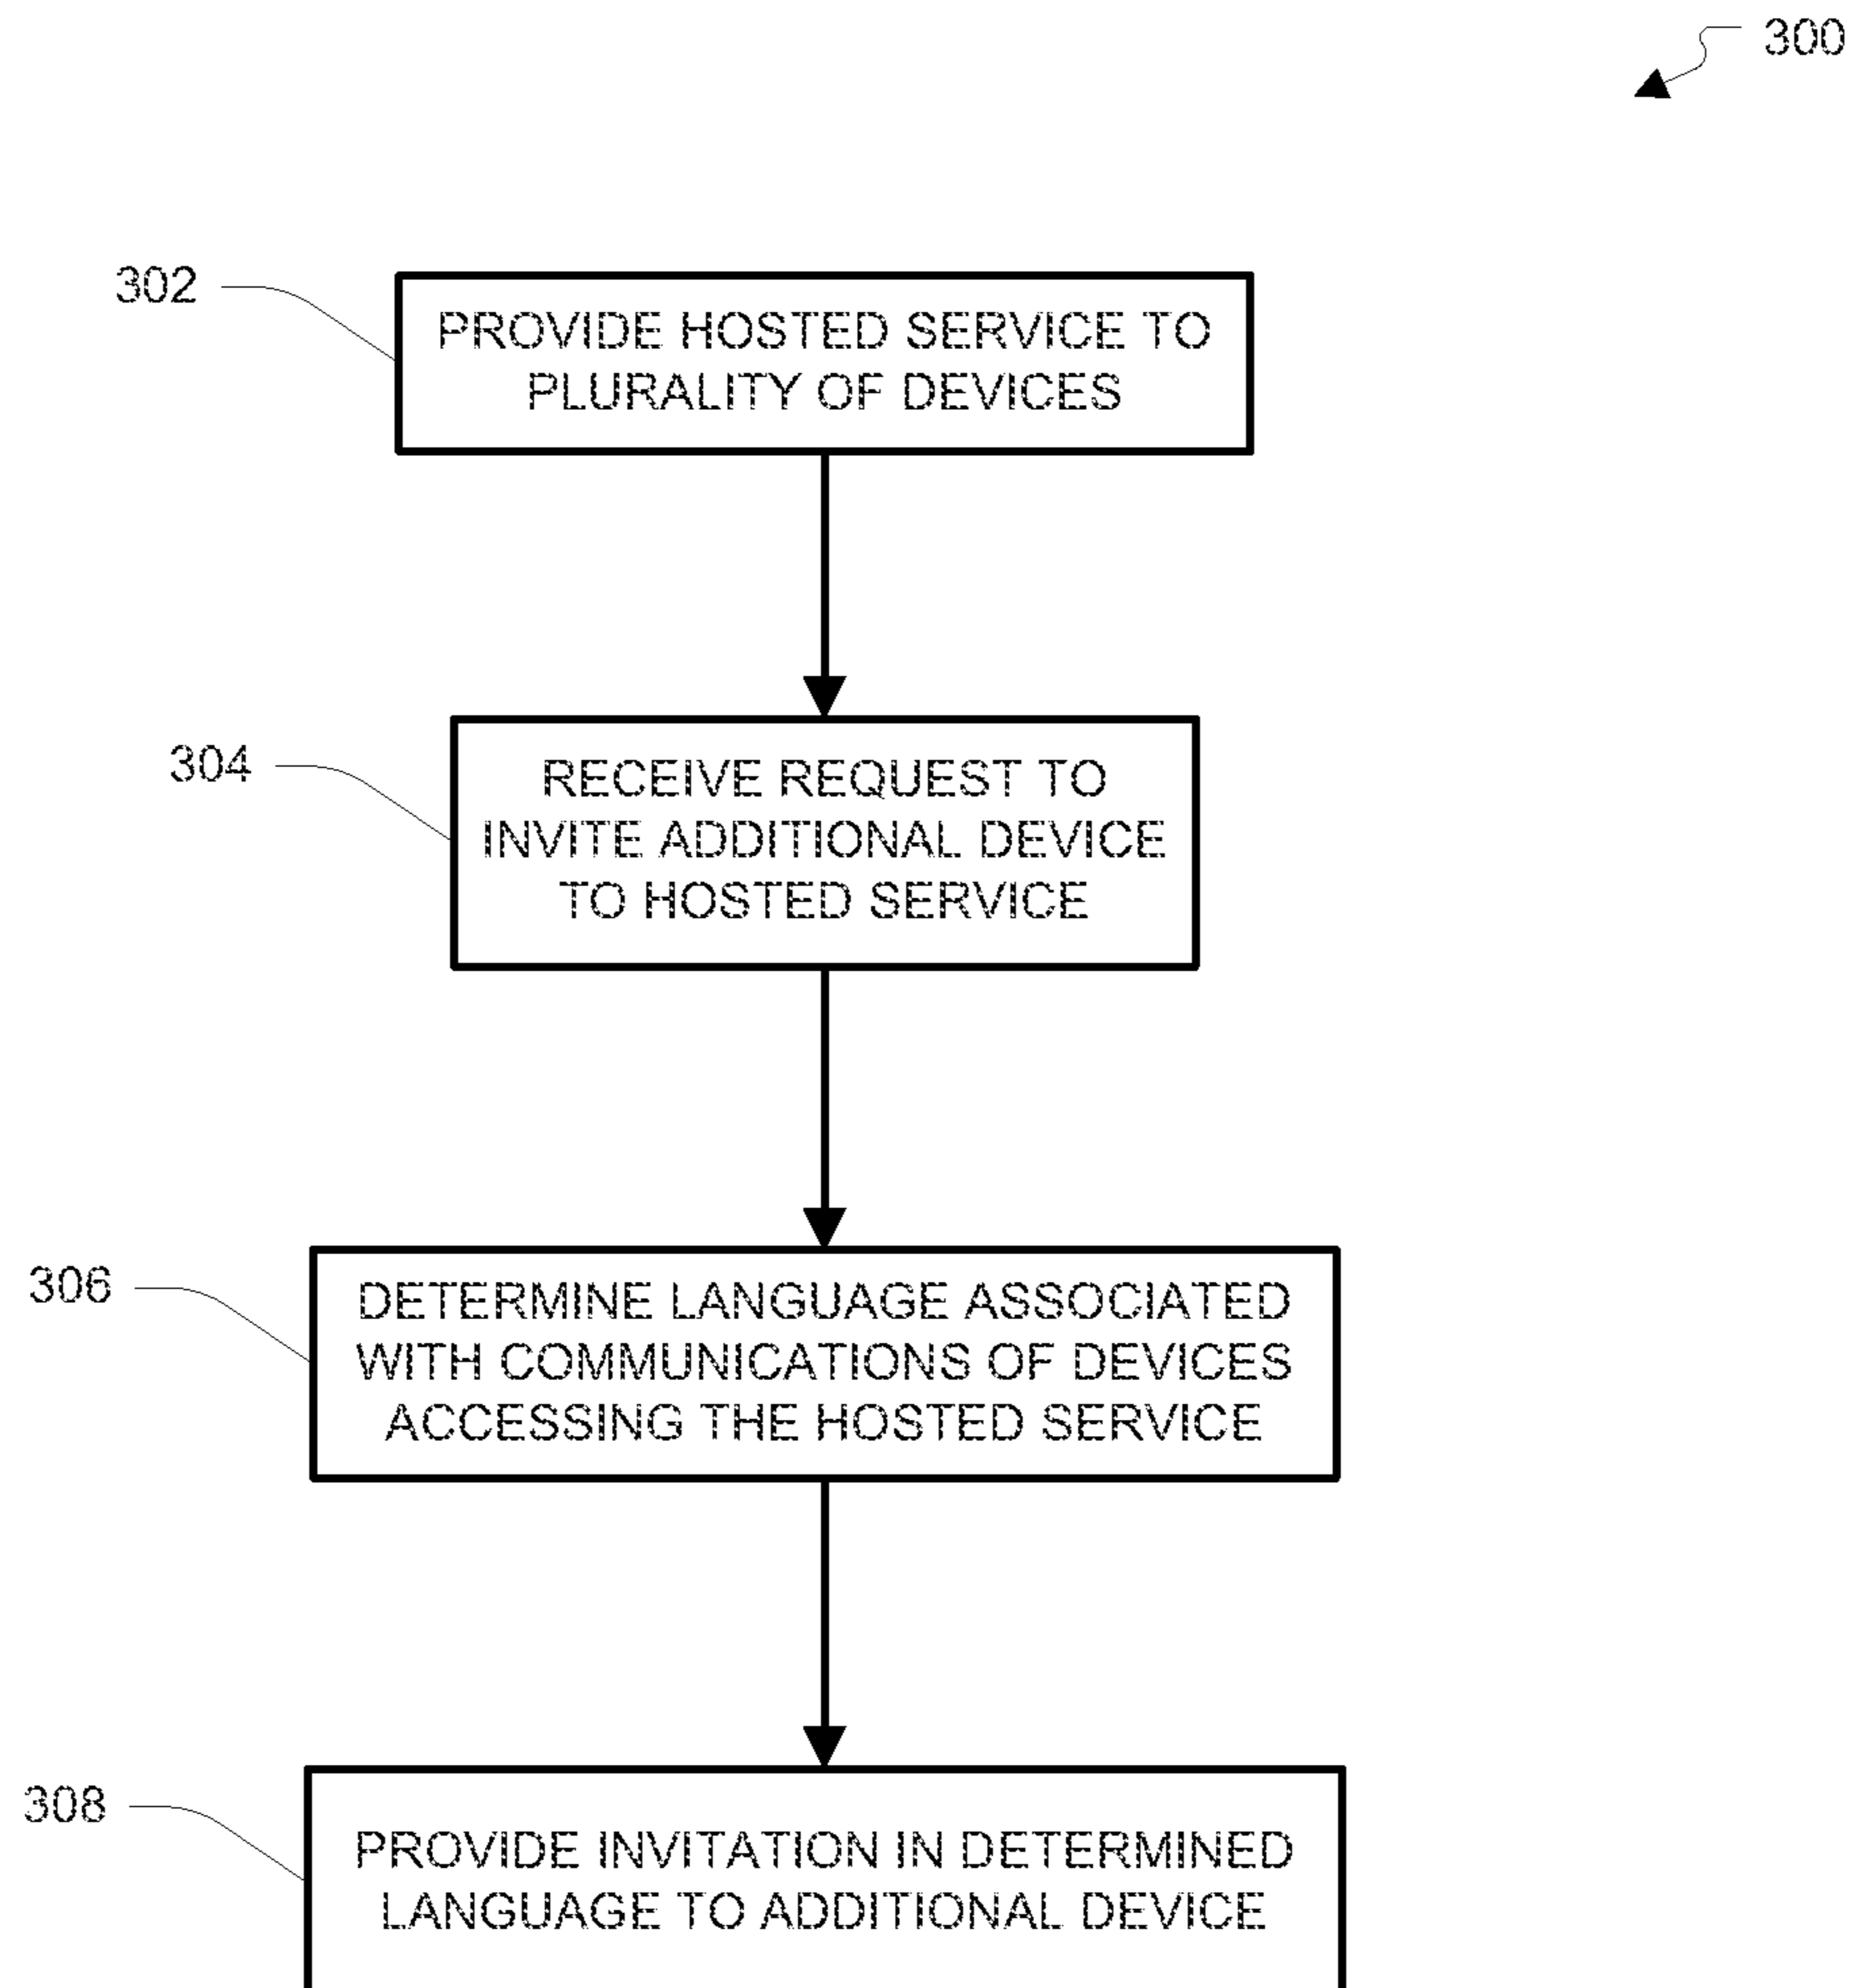 300
302
PROVIDE HOSTED SERVICE TO
PLURALITY OF DEVICES
304
RECEIVE REQUEST TO
INVITE ADDITIONAL DEVICE
TO HOSTED SERVICE
306
DETERMINE LANGUAGE ASSOCIATED
WITH COMMUNICATIONS OF DEVICES
ACCESSING THE HOSTED SERVICE
308
PROVIDE INVITATION IN DETERMINED
LANGUAGE TO ADDITIONAL DEVICE